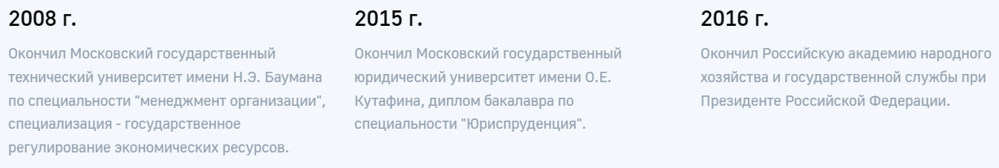 2008 г.
Окончил Московский государственный
технический университет имени Н.Э. Баумана
по специальности "менеджмент организации",
специализация - государственное
регулирование экономических ресурсов.
2015 г.
Окончил Московский государственный
юридический университет имени О.Е.
Кутафина, диплом бакалавра по
специальности "Юриспруденция".
2016 г.
Окончил Российскую академию народного
хозяйства и государственной службы при
Президенте Российской Федерации.